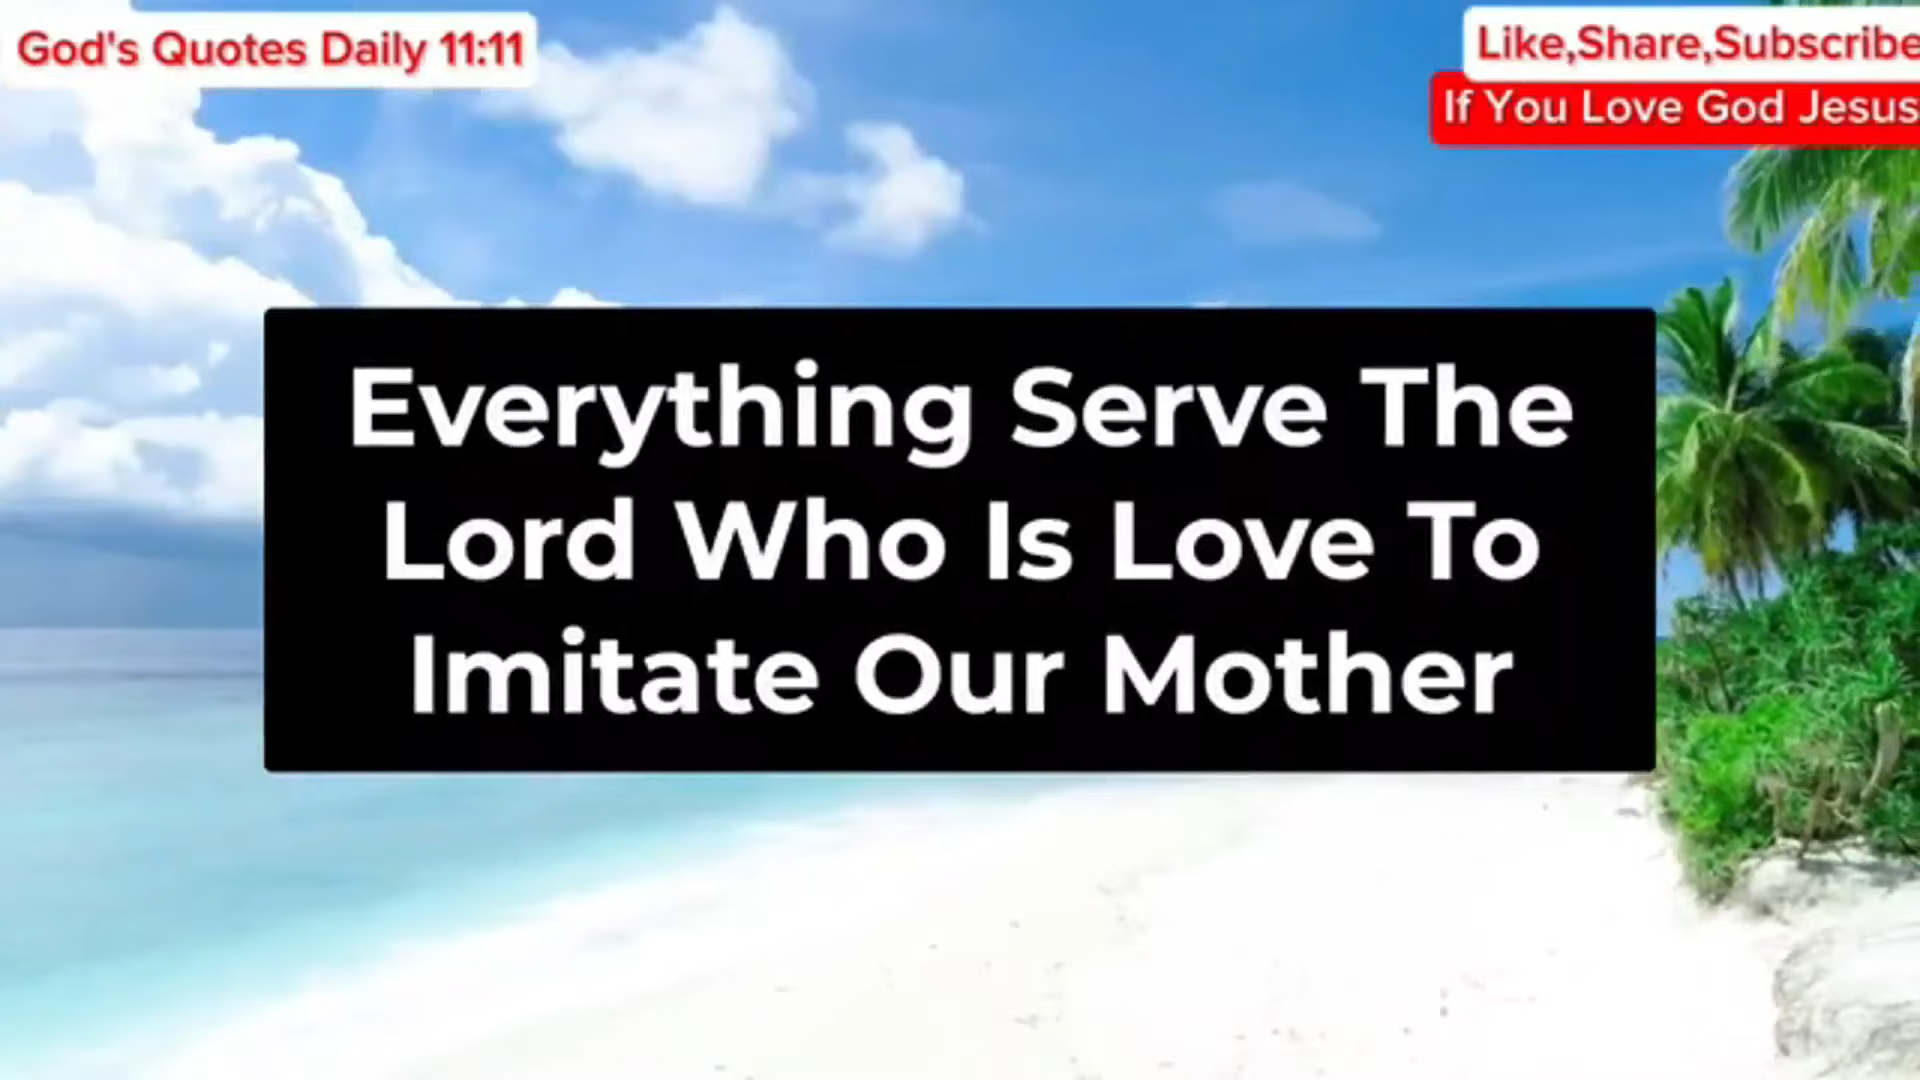 God's Quotes Daily 11:11
Like,Share,Subscribe
If You Love God Jesus
Everything Serve The
Lord Who Is Love To
Imitate Our Mother